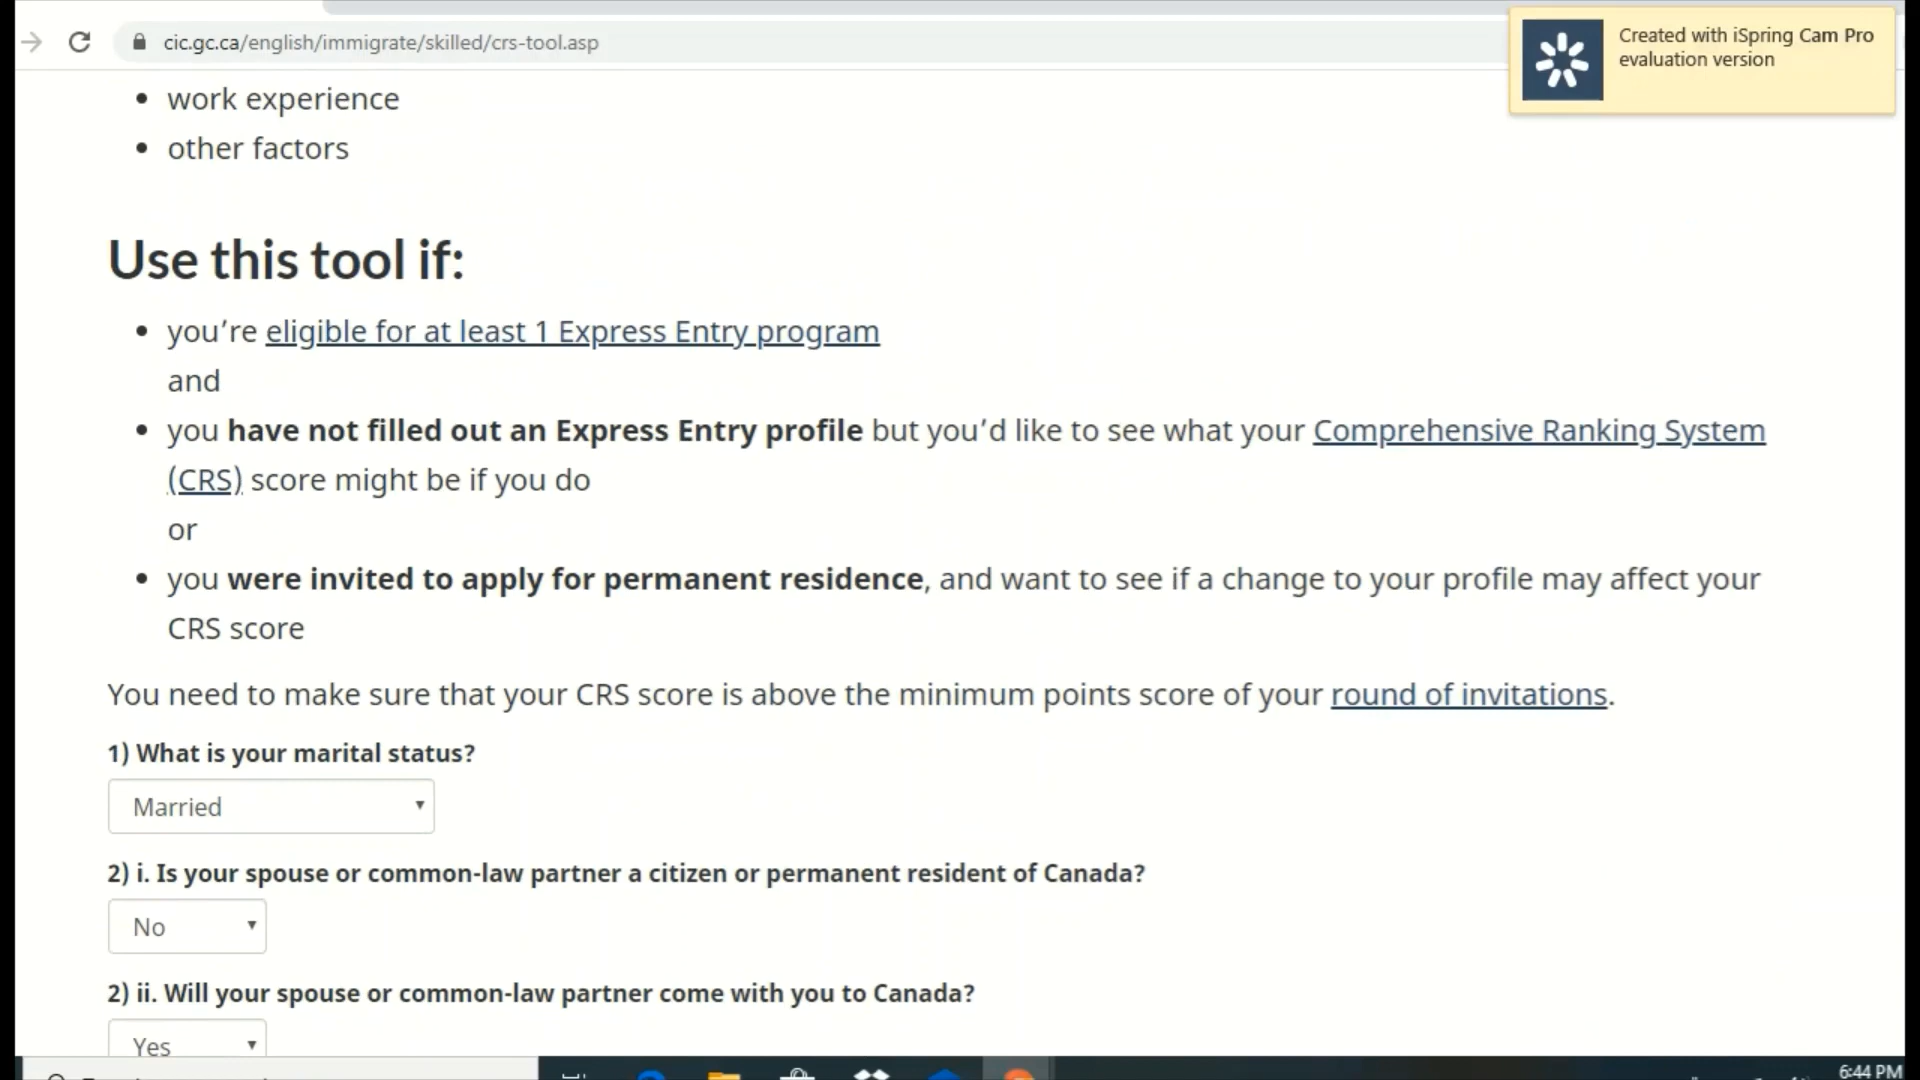 cic.gc.ca/english/immigrate/skilled/crs-tool.asp
Created with iSpring Cam Pro
evaluation version
• work experience
• other factors
Use this tool if:
• you’re eligible for at least 1 Express Entry program
and
• you have not filled out an Express Entry profile but you’d like to see what your Comprehensive Ranking System
(CRS) score might be if you do
or
• you were invited to apply for permanent residence, and want to see if a change to your profile may affect your
CRS score
You need to make sure that your CRS score is above the minimum points score of your round of invitations.
1) What is your marital status?
Married
2) i. Is your spouse or common-law partner a citizen or permanent resident of Canada?
No
2) ii. Will your spouse or common-law partner come with you to Canada?
Yes
6:44 PM